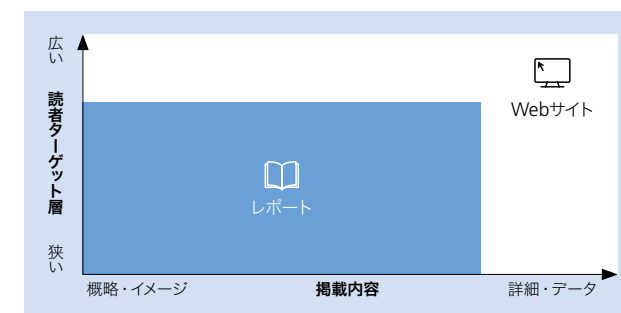 広い
読者ターゲット層
狭い
Webサイト
レポート
概略・イメージ
掲載内容
詳細・データ